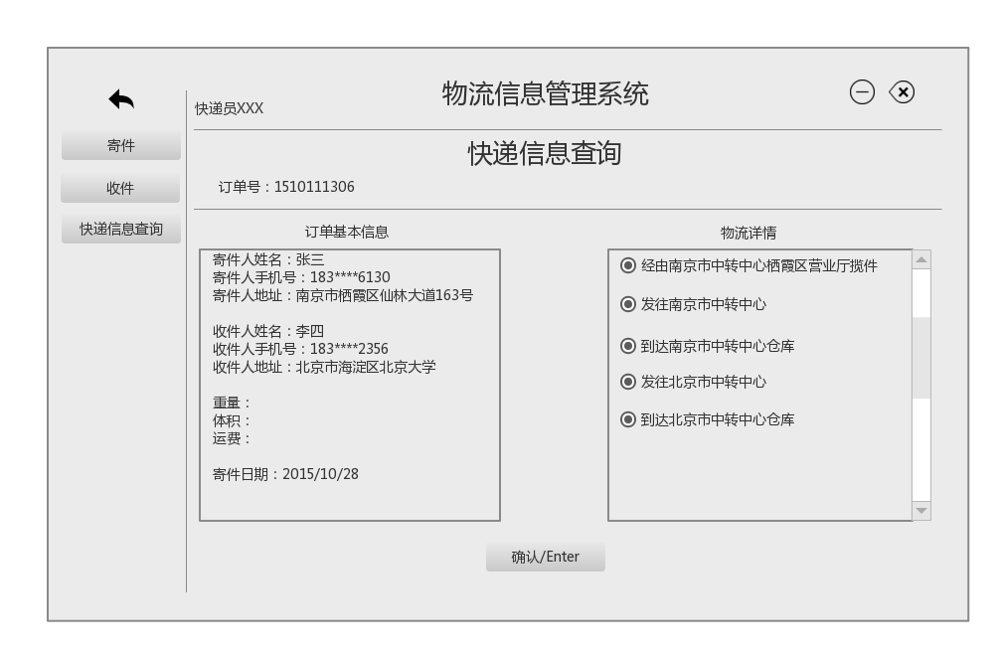 物流信息管理系统
快递员XXX
寄件
收件
快递信息查询
快递信息查询
订单号：1510111306
订单基本信息
寄件人姓名：张三
寄件人手机号：183****6130
寄件人地址：南京市栖霞区仙林大道163号
收件人姓名：李四
收件人手机号：183****2356
收件人地址：北京市海淀区北京大学
重量：
体积：
运费：
寄件日期：2015/10/28
物流详情
经由南京市中转中心栖霞区营业厅揽件
发往南京市中转中心
到达南京市中转中心仓库
发往北京市中转中心
到达北京市中转中心仓库
确认/Enter